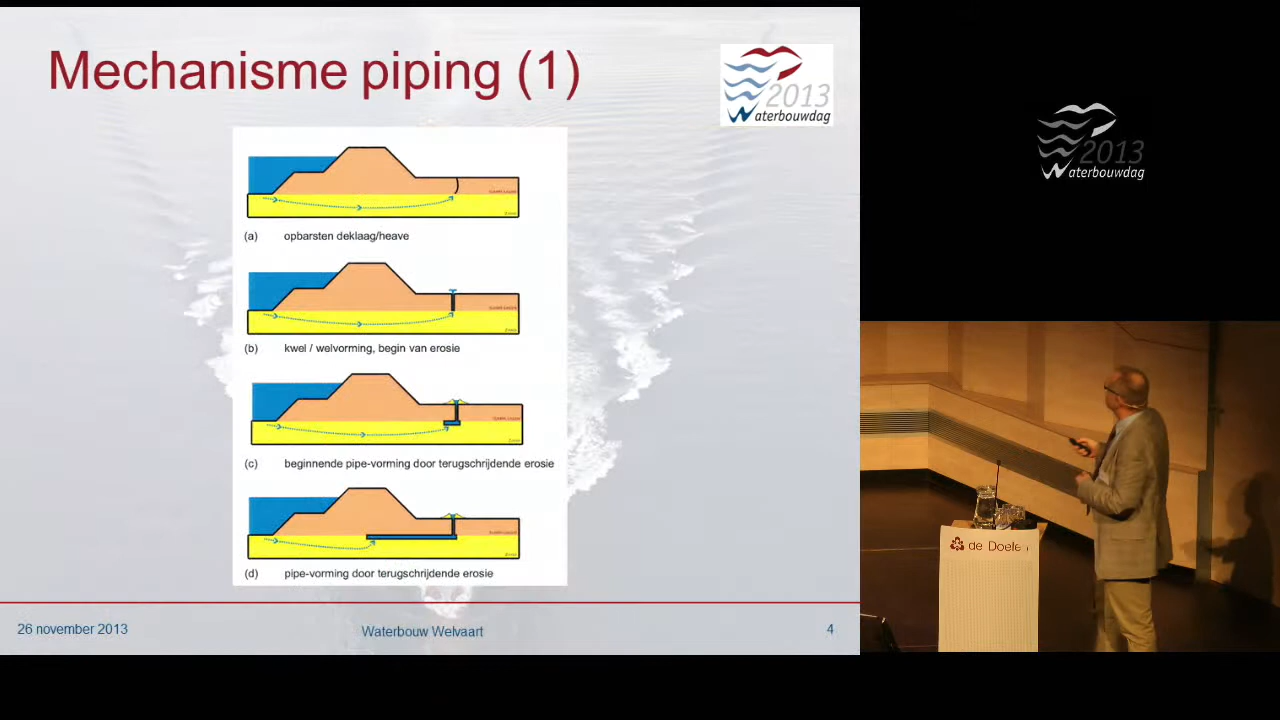 Mechanisme piping (1)
2013
Waterbouwdag
(a) opbarsten deklaag/heave
(b) kwel / welvorming, begin van erosie
(c) beginnende pipe-vorming door terugschrijdende erosie
(d) pipe-vorming door terugschrijdende erosie
26 november 2013
Waterbouw Welvaart
4
2013
Waterbouwdag
de Doele